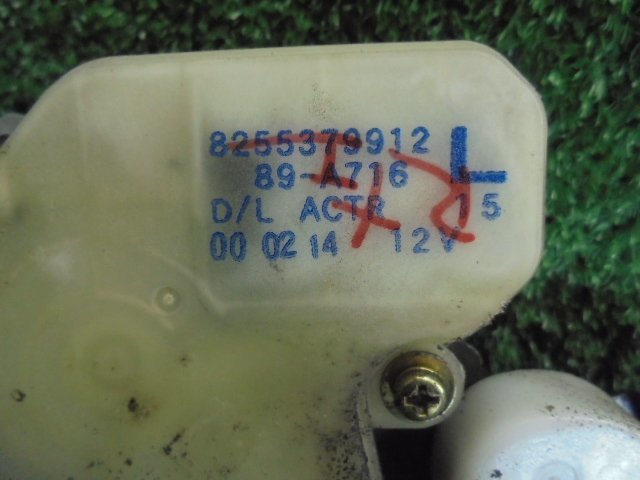 8255379912 L
89-A716
D/L ACTR 15
00 02 14 12V